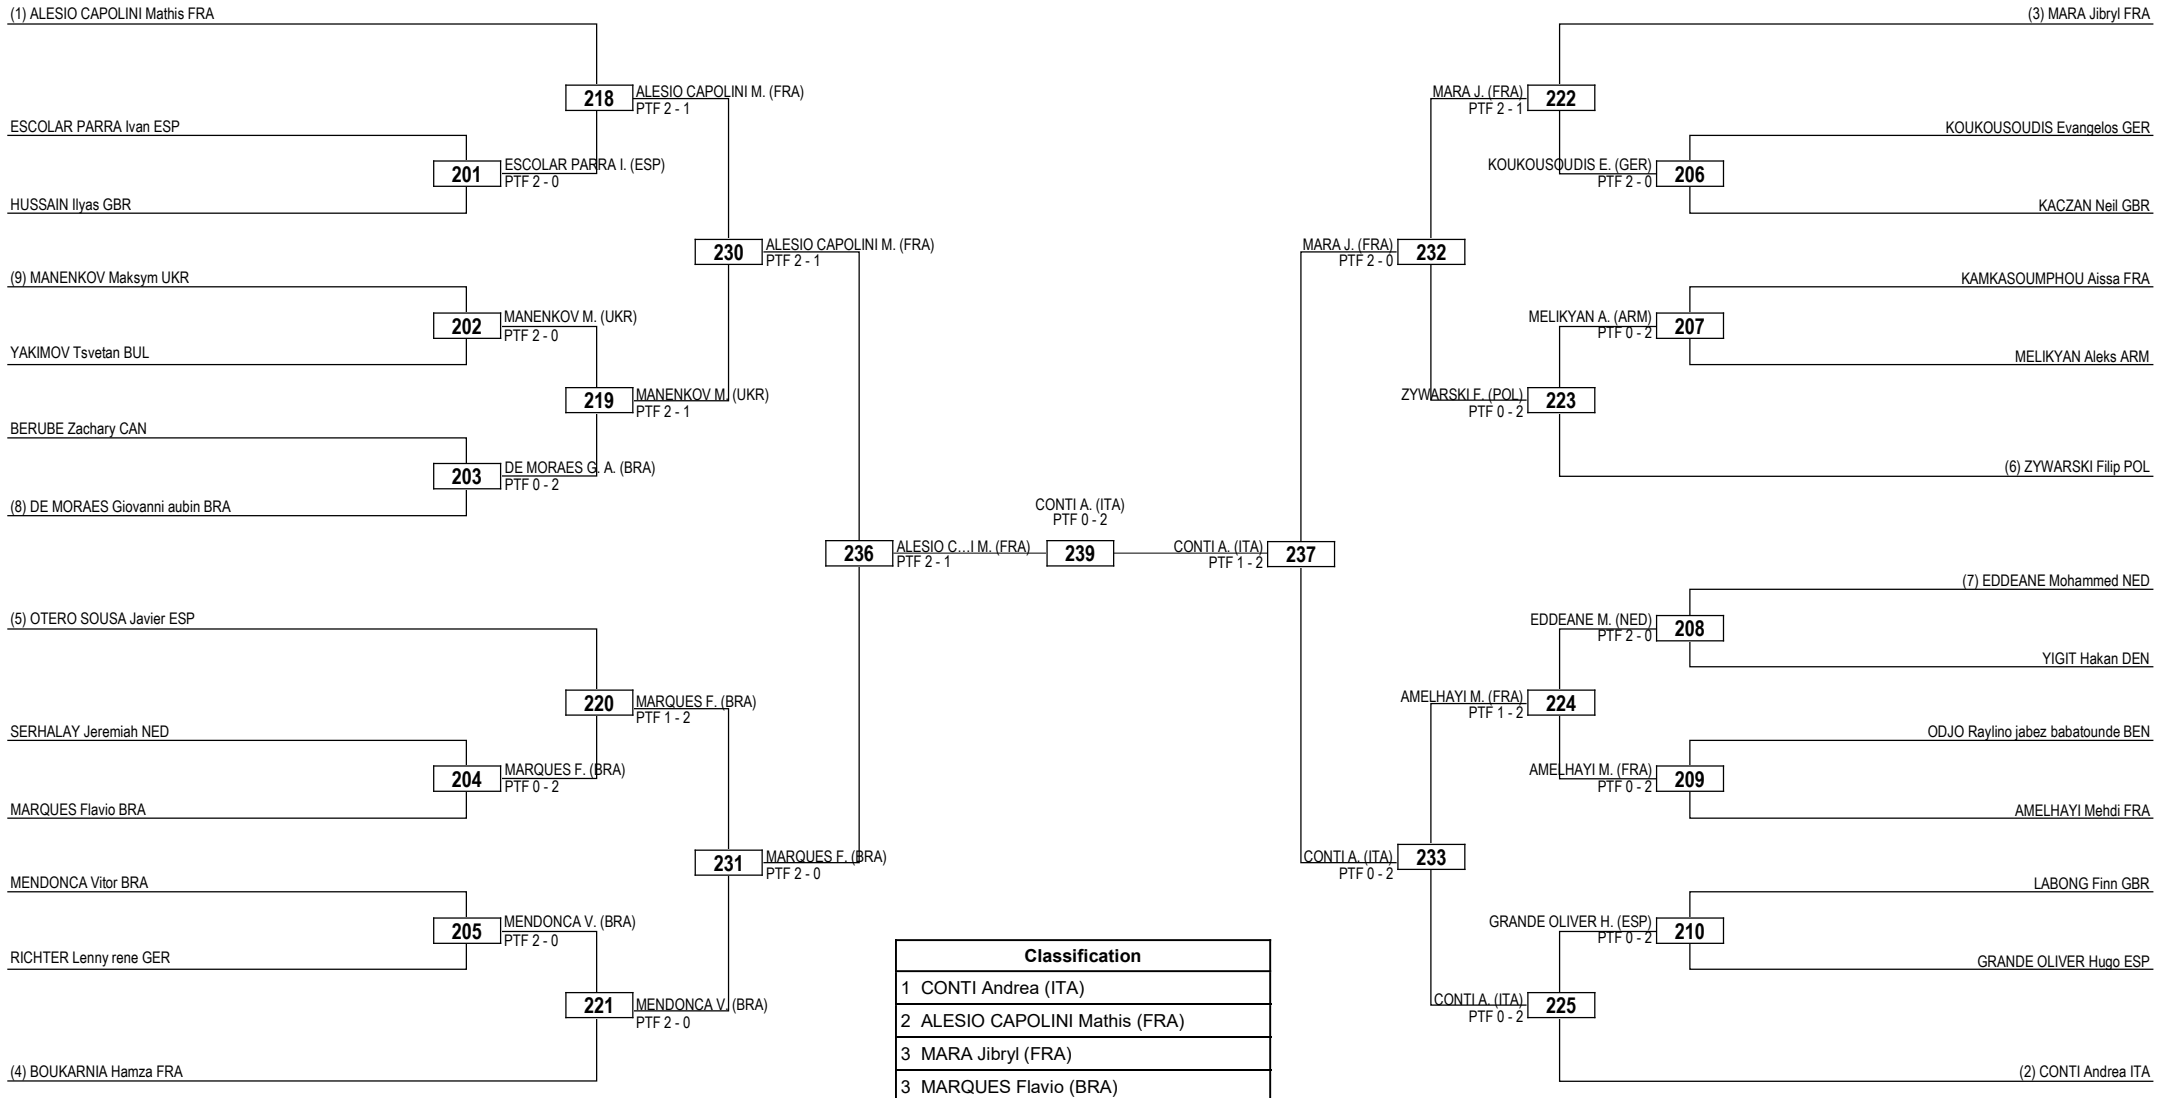 (1) ALESIO CAPOLINI Mathis FRA
218
ALESIO CAPOLINI M. (FRA)
PTF 2 - 1
ESCOLAR PARRA Ivan ESP
201
ESCOLAR PARRA I. (ESP)
PTF 2 - 0
HUSSAIN Ilyas GBR
230
ALESIO CAPOLINI M. (FRA)
PTF 2 - 1
(9) MANENKOV Maksym UKR
202
MANENKOV M. (UKR)
PTF 2 - 0
YAKIMOV Tsvetan BUL
219
MANENKOV M. (UKR)
PTF 2 - 1
BERUBE Zachary CAN
203
DE MORAES G. A. (BRA)
PTF 0 - 2
(8) DE MORAES Giovanni aubin BRA
236
ALESIO C...I M. (FRA)
PTF 2 - 1
(5) OTERO SOUSA Javier ESP
220
MARQUES F. (BRA)
PTF 1 - 2
SERHALAY Jeremiah NED
204
MARQUES F. (BRA)
PTF 0 - 2
MARQUES Flavio BRA
231
MARQUES F. (BRA)
PTF 2 - 0
MENDONCA Vitor BRA
205
MENDONCA V. (BRA)
PTF 2 - 0
RICHTER Lenny rene GER
221
MENDONCA V. (BRA)
PTF 2 - 0
(4) BOUKARNIA Hamza FRA
CONTI A. (ITA)
PTF 0 - 2
239
(3) MARA Jibryl FRA
MARA J. (FRA)
PTF 2 - 1
222
KOUKOUSOUDIS Evangelos GER
KOUKOUSOUDIS E. (GER)
PTF 2 - 0
206
KACZAN Neil GBR
MARA J. (FRA)
PTF 2 - 0
232
KAMKASOUMPHOU Aissa FRA
MELIKYAN A. (ARM)
PTF 0 - 2
207
MELIKYAN Aleks ARM
ZYWARSKI F. (POL)
PTF 0 - 2
223
(6) ZYWARSKI Filip POL
CONTI A. (ITA)
PTF 1 - 2
237
(7) EDDEANE Mohammed NED
EDDEANE M. (NED)
PTF 2 - 0
208
YIGIT Hakan DEN
AMELHAYI M. (FRA)
PTF 1 - 2
224
ODJO Raylino jabez babatounde BEN
AMELHAYI M. (FRA)
PTF 0 - 2
209
AMELHAYI Mehdi FRA
CONTI A. (ITA)
PTF 0 - 2
233
LABONG Finn GBR
GRANDE OLIVER H. (ESP)
PTF 0 - 2
210
GRANDE OLIVER Hugo ESP
CONTI A. (ITA)
PTF 0 - 2
225
(2) CONTI Andrea ITA
Classification
1 CONTI Andrea (ITA)
2 ALESIO CAPOLINI Mathis (FRA)
3 MARA Jibryl (FRA)
3 MARQUES Flavio (BRA)